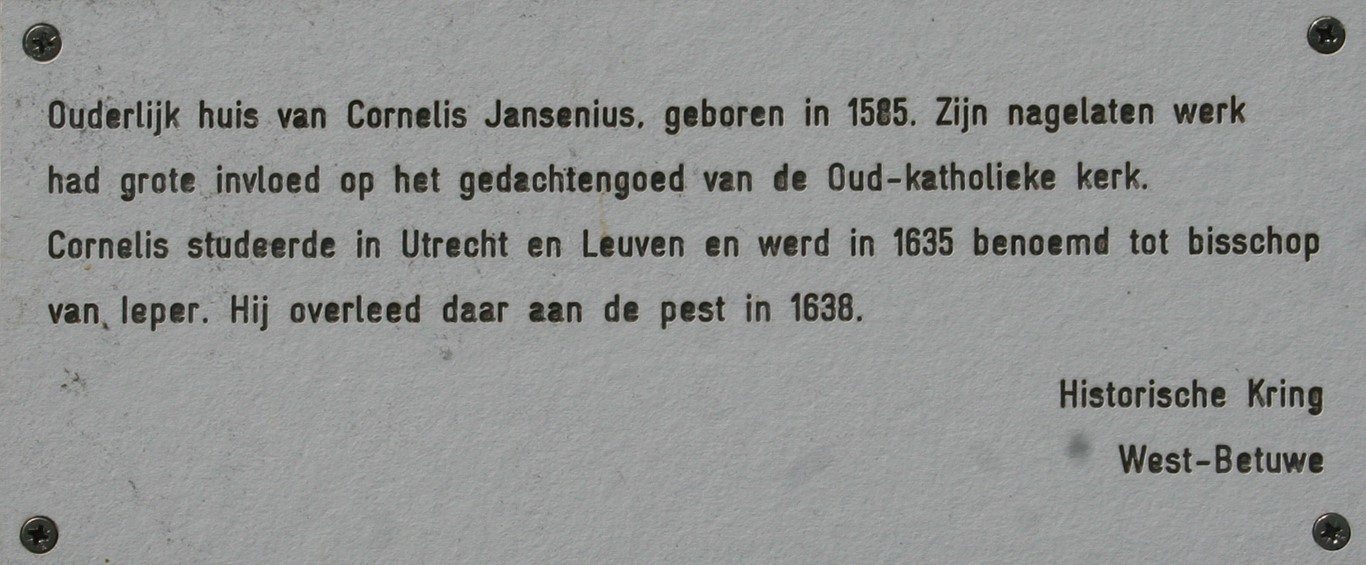 Ouderlijk huis van Cornelis Jansenius, geboren in 1585. Zijn nagelaten werk
had grote invloed op het gedachtengoed van de Oud-katholieke kerk.
Cornelis studeerde in Utrecht en Leuven en werd in 1635 benoemd tot bisschop
van Ieper. Hij overleed daar aan de pest in 1638.
Historische Kring
West-Betuwe